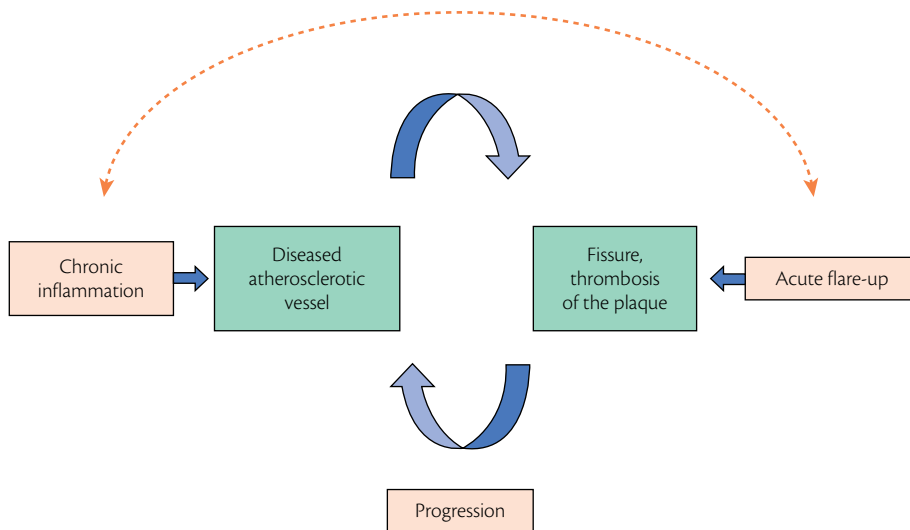 Chronic
inflammation
Diseased
atherosclerotic
vessel
Fissure,
thrombosis
of the plaque
Acute flare-up
Progression